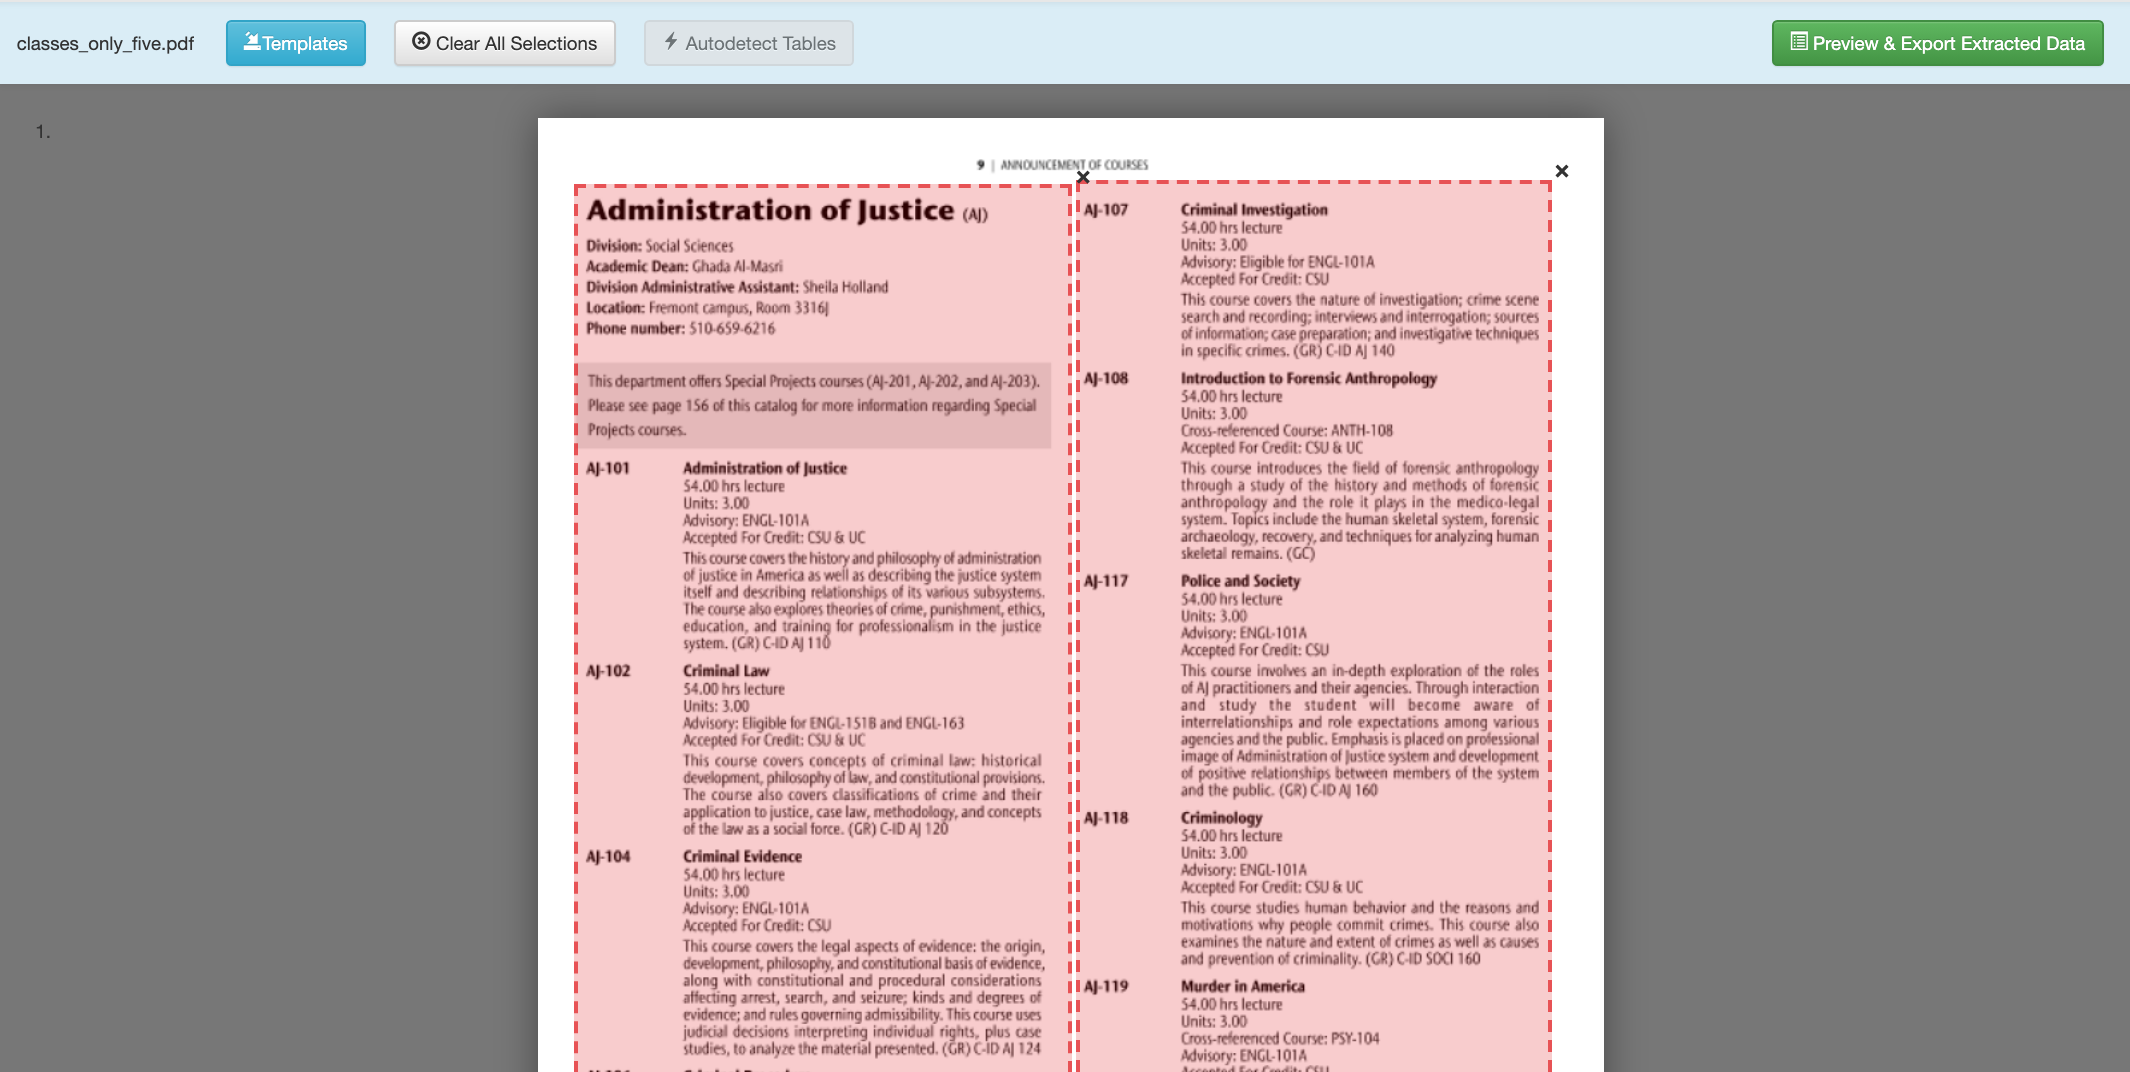 classes_only_five.pdf
Templates
Clear All Selections
Autodetect Tables
Preview & Export Extracted Data
1.
9 | ANNOUNCEMENT OF COURSES
Administration of Justice (AJ)
Division: Social Sciences
Academic Dean: Ghada Al-Masri
Division Administrative Assistant: Sheila Holland
Location: Fremont campus, Room 3316J
Phone number: 510-659-6216
This department offers Special Projects courses (AJ-201, AJ-202, and AJ-203).
Please see page 156 of this catalog for more information regarding Special
Projects courses.
AJ-101 Administration of Justice
54.00 hrs lecture
Units: 3.00
Advisory: ENGL-101A
Accepted For Credit: CSU & UC
This course covers the history and philosophy of administration
of justice in America as well as describing the justice system
itself and describing relationships of its various subsystems.
The course also explores theories of crime, punishment, ethics,
education, and training for professionalism in the justice
system. (GR) C-ID AJ 110
AJ-102 Criminal Law
54.00 hrs lecture
Units: 3.00
Advisory: Eligible for ENGL-151B and ENGL-163
Accepted For Credit: CSU & UC
This course covers concepts of criminal law: historical
development, philosophy of law, and constitutional provisions.
The course also covers classifications of crime and their
application to justice, case law, methodology, and concepts
of the law as a social force. (GR) C-ID AJ 120
AJ-104 Criminal Evidence
54.00 hrs lecture
Units: 3.00
Advisory: ENGL-101A
Accepted For Credit: CSU
This course covers the legal aspects of evidence: the origin,
development, philosophy, and constitutional basis of evidence,
along with constitutional and procedural considerations
affecting arrest, search, and seizure; kinds and degrees of
evidence; and rules governing admissibility. This course uses
judicial decisions interpreting individual rights, plus case
studies, to analyze the material presented. (GR) C-ID AJ 124
AJ-107 Criminal Investigation
54.00 hrs lecture
Units: 3.00
Advisory: Eligible for ENGL-101A
Accepted For Credit: CSU
This course covers the nature of investigation; crime scene
search and recording; interviews and interrogation; sources
of information; case preparation; and investigative techniques
in specific crimes. (GR) C-ID AJ 140
AJ-108 Introduction to Forensic Anthropology
54.00 hrs lecture
Units: 3.00
Cross-referenced Course: ANTH-108
Accepted For Credit: CSU & UC
This course introduces the field of forensic anthropology
through a study of the history and methods of forensic
anthropology and the role it plays in the medico-legal
system. Topics include the human skeletal system, forensic
archaeology, recovery, and techniques for analyzing human
skeletal remains. (GC)
AJ-117 Police and Society
54.00 hrs lecture
Units: 3.00
Advisory: ENGL-101A
Accepted For Credit: CSU
This course involves an in-depth exploration of the roles
of AJ practitioners and their agencies. Through interaction
and study the student will become aware of
interrelationships and role expectations among various
agencies and the public. Emphasis is placed on professional
image of Administration of Justice system and development
of positive relationships between members of the system
and the public. (GR) C-ID AJ 160
AJ-118 Criminology
54.00 hrs lecture
Units: 3.00
Advisory: ENGL-101A
Accepted For Credit: CSU & UC
This course studies human behavior and the reasons and
motivations why people commit crimes. This course also
examines the nature and extent of crimes as well as causes
and prevention of criminality. (GR) C-ID SOCI 160
AJ-119 Murder in America
54.00 hrs lecture
Units: 3.00
Cross-referenced Course: PSY-104
Advisory: ENGL-101A